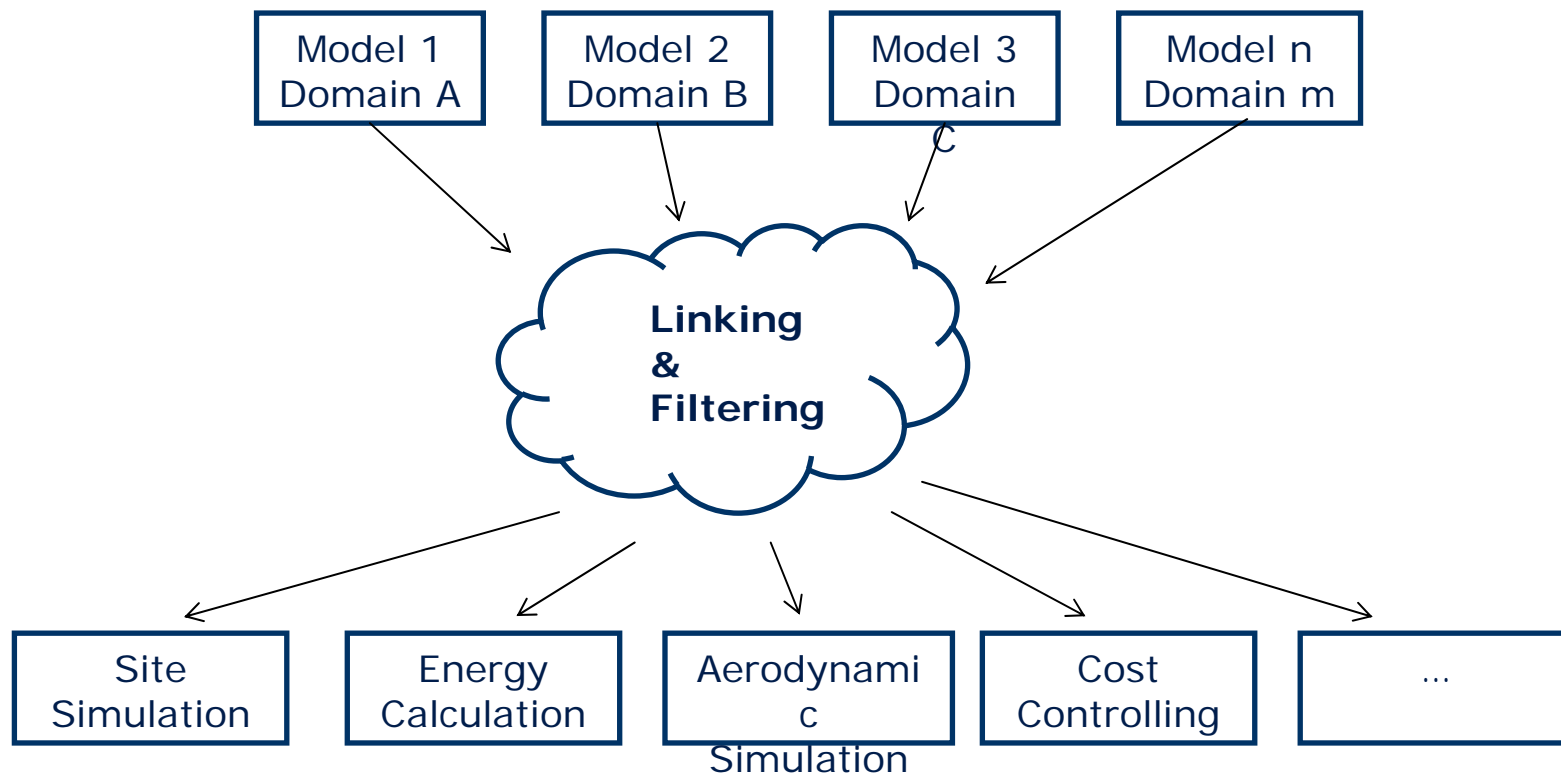 Model 1
Domain A
Model 2
Domain B
Model 3
Domain
C
Model n
Domain m
Linking
&
Filtering
Site
Simulation
Energy
Calculation
Aerodynami
c
Simulation
Cost
Controlling
...